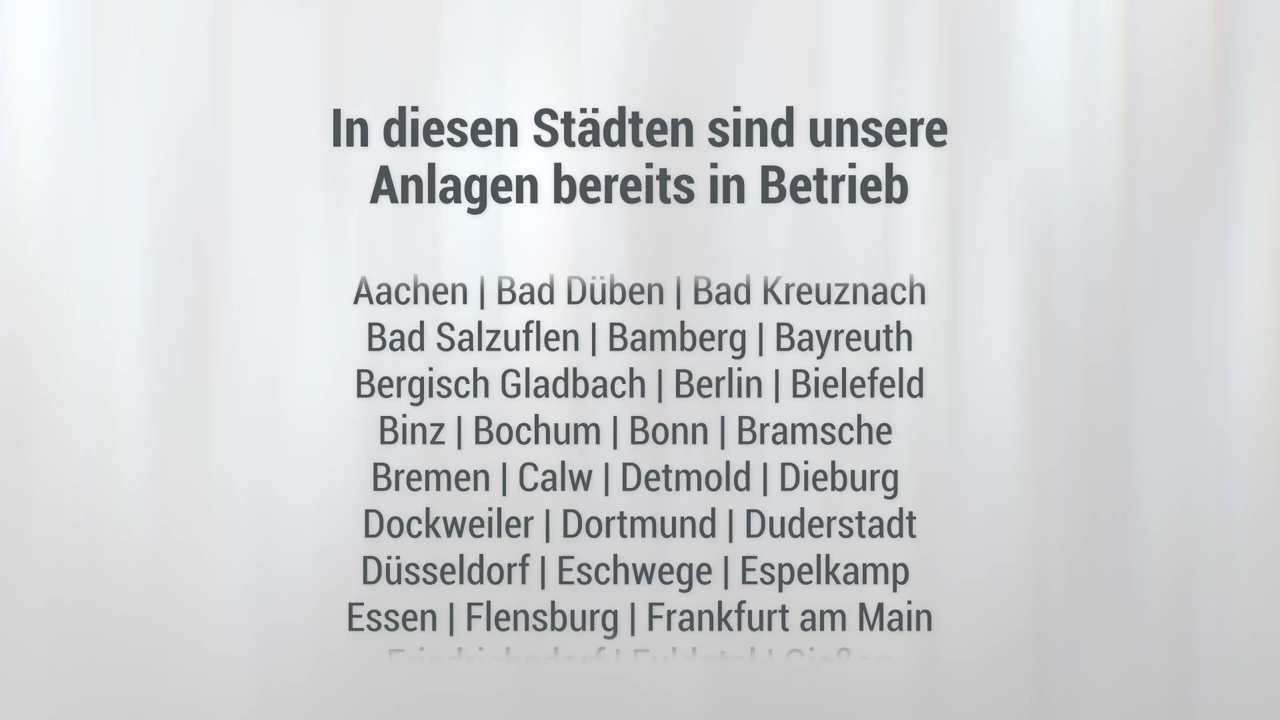 In diesen Städten sind unsere
Anlagen bereits in Betrieb
Aachen | Bad Düben | Bad Kreuznach
Bad Salzuflen | Bamberg | Bayreuth
Bergisch Gladbach | Berlin | Bielefeld
Binz | Bochum | Bonn | Bramsche
Bremen | Calw | Detmold | Dieburg
Dockweiler | Dortmund | Duderstadt
Düsseldorf | Eschwege | Espelkamp
Essen | Flensburg | Frankfurt am Main